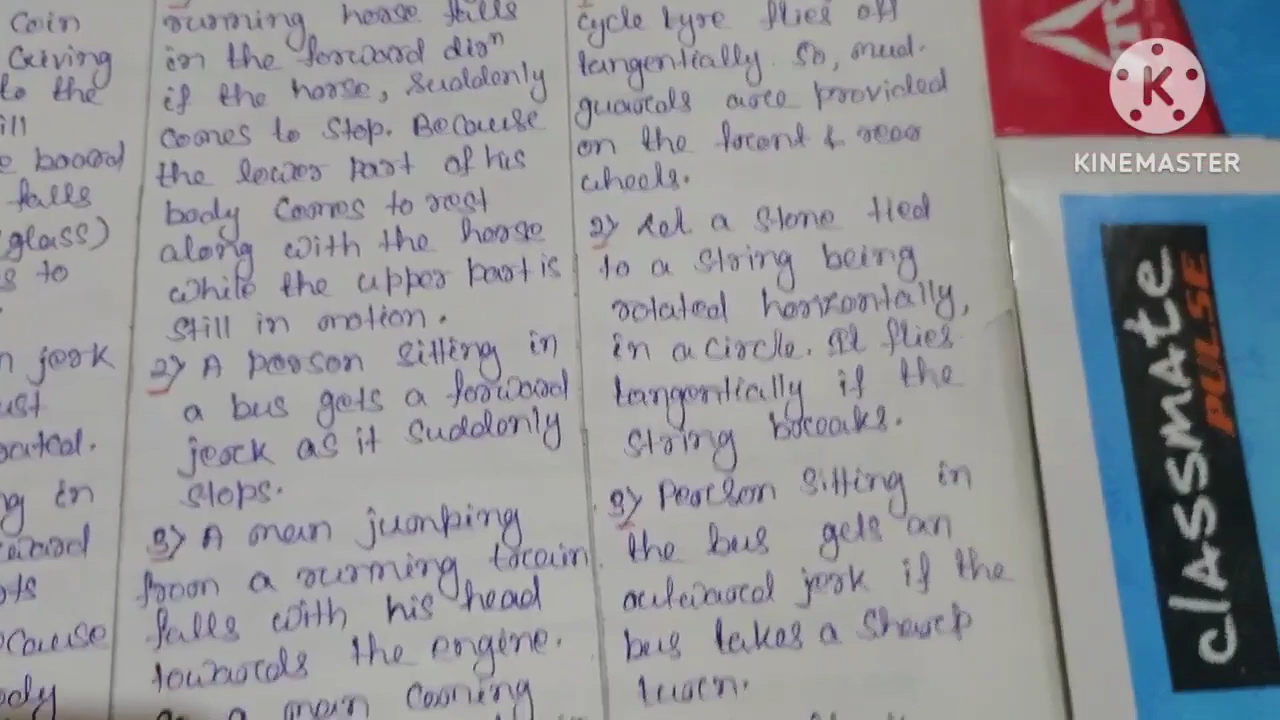 Coin
Giving
to the
ill
e board
falls
glass)
s to
n jerk
ust
ng in
ward
cause
ody
running horse falls
in the forward dirⁿ
if the horse, suddenly
comes to stop. Because
the lower part of his
body comes to rest
along with the horse
while the upper part is
still in motion.
2) A person sitting in
a bus gets a forward
jerk as it suddenly
stops.
3) A man jumping
from a running train
falls with his head
towards the engine.
a man coming
cycle tyre flies off
tangentially. So, mud-
guards are provided
on the front & rear
wheels.
2) Let a stone tied
to a string being
rotated horizontally,
in a circle. It flies
tangentially if the
string breaks.
3) Person sitting in
the bus gets an
outward jerk if the
bus takes a sharp
turn.
K
KINEMASTER
classmate
PULSE